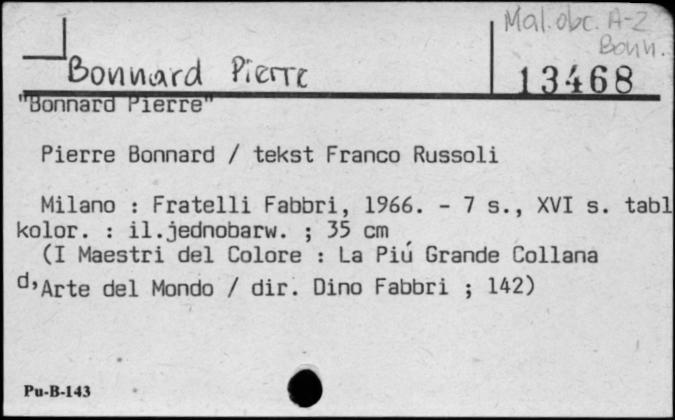 Mal. obc. A-Z
Bonn.
Bonnard Pierre
13468
"Bonnard Pierre"
Pierre Bonnard / tekst Franco Russoli
Milano : Fratelli Fabbri, 1966. - 7 s., XVI s. tabl
kolor. : il.jednobarw. ; 35 cm
(I Maestri del Colore : La Piú Grande Collana
d,Arte del Mondo / dir. Dino Fabbri ; 142)
Pu-B-143